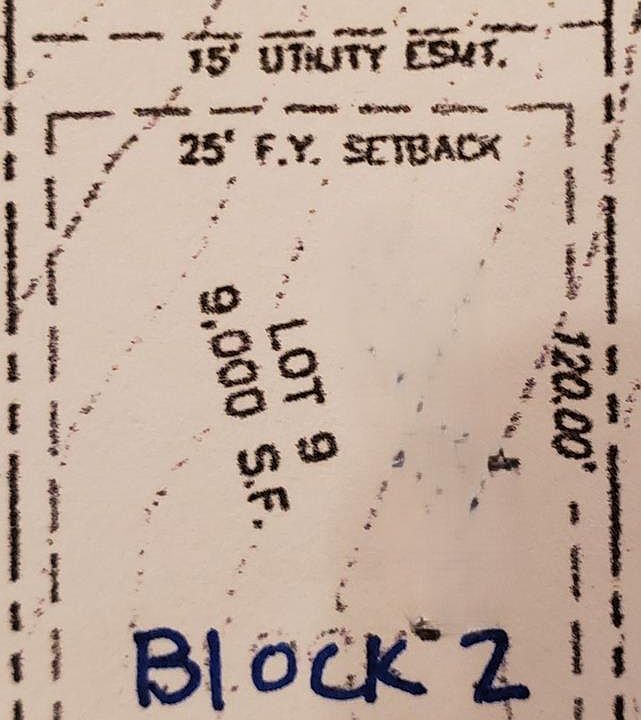 15' UTILITY ESMT.
25' F.Y. SETBACK
LOT 9
9,000 S.F.
120.00'
BLOCK 2